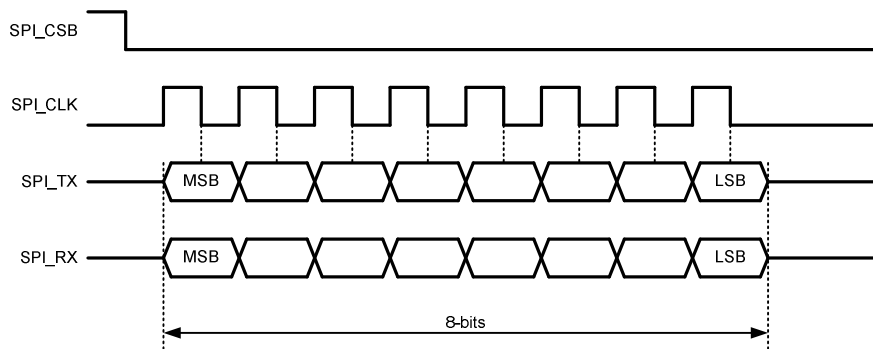 SPI_CSB
SPI_CLK
SPI_TX MSB LSB
SPI_RX MSB LSB
8-bits